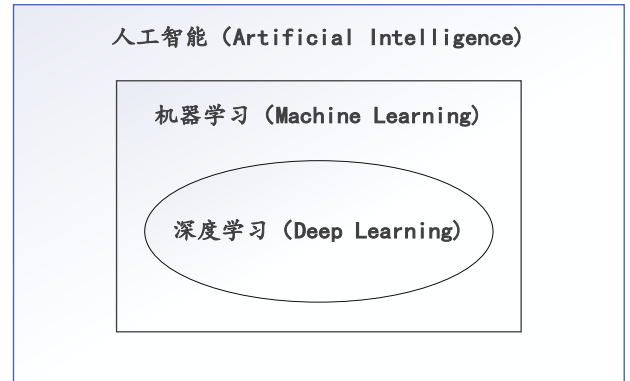 人工智能（Artificial Intelligence）
机器学习（Machine Learning）
深度学习（Deep Learning）